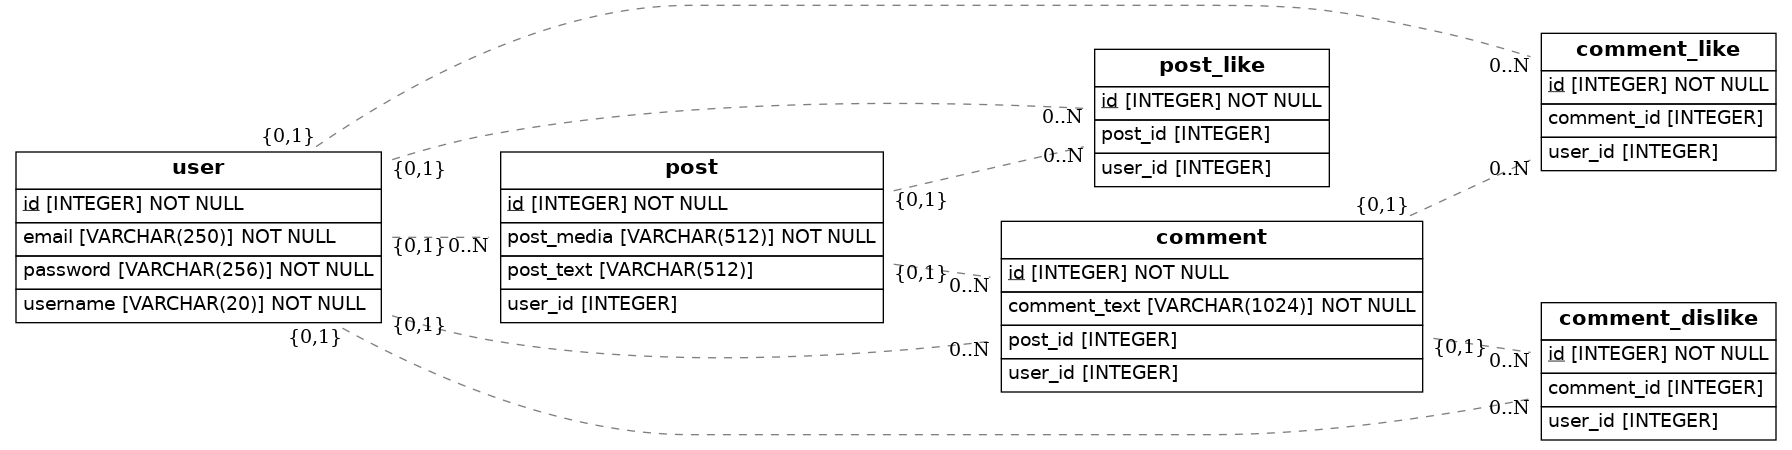 user
id [INTEGER] NOT NULL
email [VARCHAR(250)] NOT NULL
password [VARCHAR(256)] NOT NULL
username [VARCHAR(20)] NOT NULL
{0,1}
{0,1}
{0,1}
{0,1}
{0,1}
0..N
post
id [INTEGER] NOT NULL
post_media [VARCHAR(512)] NOT NULL
post_text [VARCHAR(512)]
user_id [INTEGER]
{0,1}
{0,1}
0..N
0..N
post_like
id [INTEGER] NOT NULL
post_id [INTEGER]
user_id [INTEGER]
0..N
0..N
comment
id [INTEGER] NOT NULL
comment_text [VARCHAR(1024)] NOT NULL
post_id [INTEGER]
user_id [INTEGER]
{0,1}
{0,1}
0..N
0..N
comment_like
id [INTEGER] NOT NULL
comment_id [INTEGER]
user_id [INTEGER]
0..N
0..N
comment_dislike
id [INTEGER] NOT NULL
comment_id [INTEGER]
user_id [INTEGER]